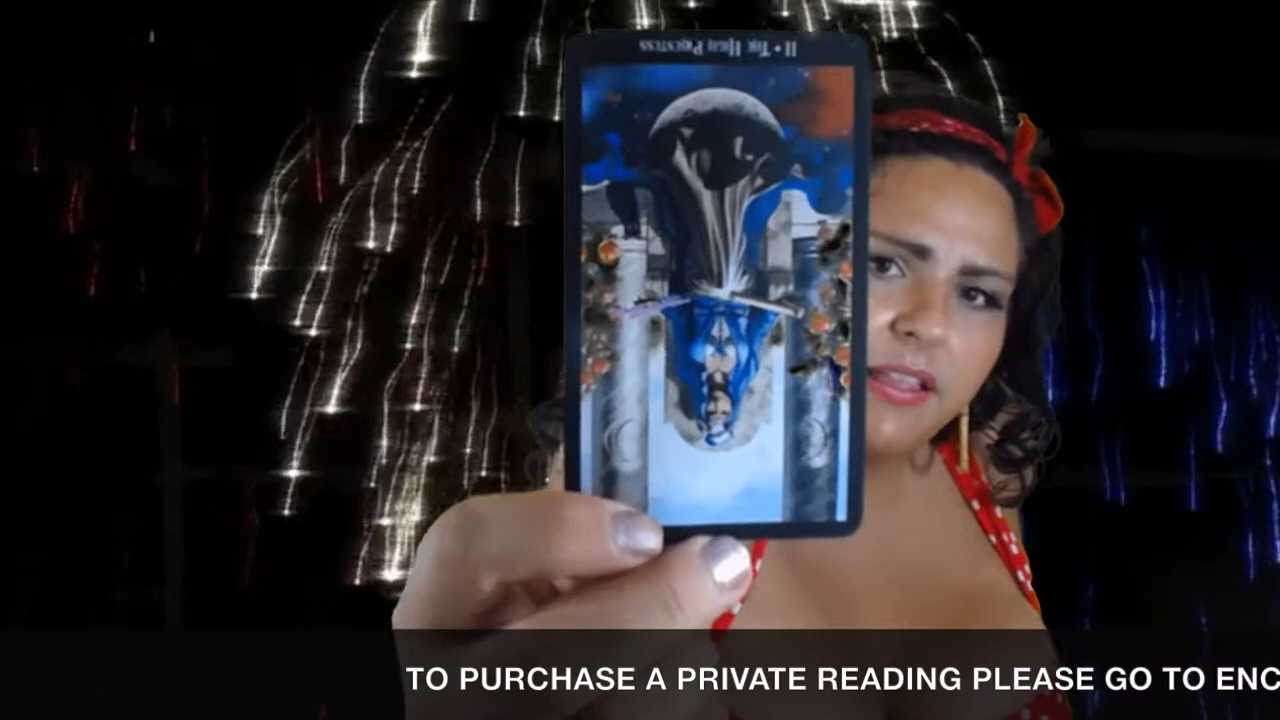 II • The High Priestess
TO PURCHASE A PRIVATE READING PLEASE GO TO ENC